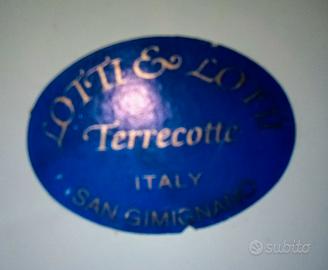 LOTTI & LOTTI
Terrecotte
ITALY
SAN GIMIGNANO
subito